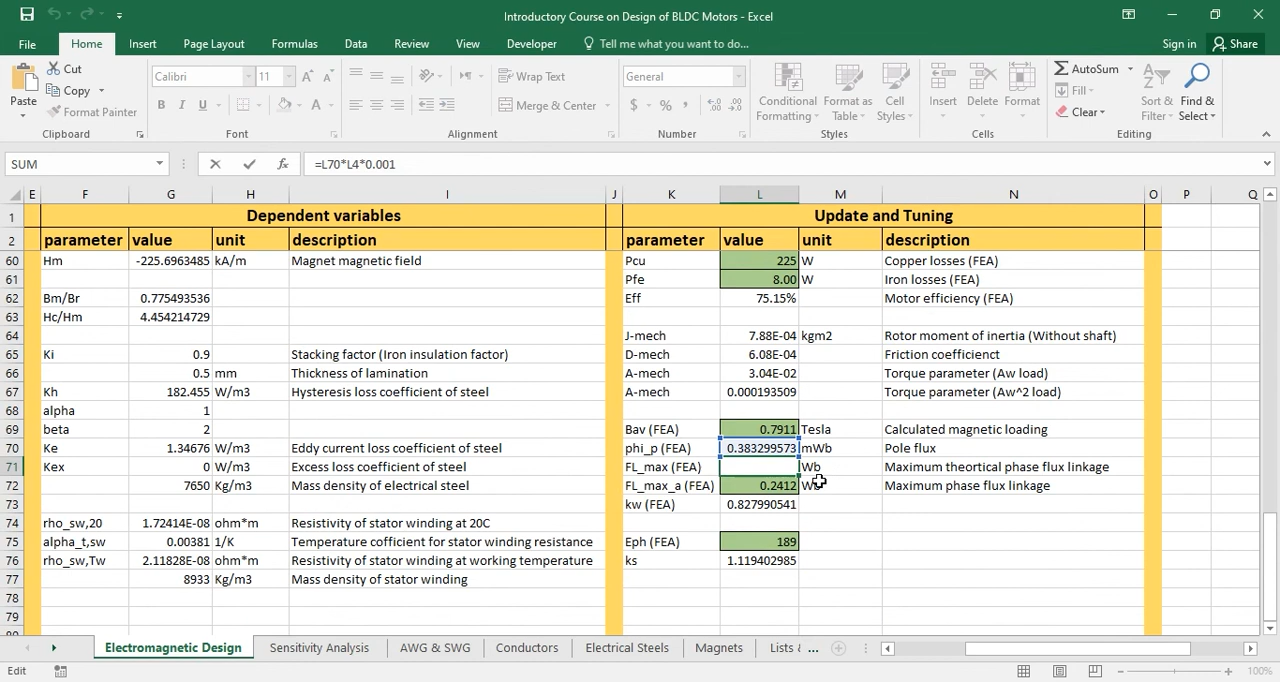 Introductory Course on Design of BLDC Motors - Excel
File Home Insert Page Layout Formulas Data Review View Developer Tell me what you want to do... Sign in Share
Paste Cut Copy Format Painter
Calibri 11
B I U
Wrap Text
Merge & Center
General
$ % ,
Conditional Formatting Format as Table Cell Styles
Insert Delete Format
AutoSum Fill Clear
Sort & Filter Find & Select
Clipboard Font Alignment Number Styles Cells Editing
SUM =L70*L4*0.001
E F G H I J K L M N O P Q
1 Dependent variables Update and Tuning
2 parameter value unit description parameter value unit description
60 Hm -225.6963485 kA/m Magnet magnetic field Pcu 225 W Copper losses (FEA)
61 Pfe 8.00 W Iron losses (FEA)
62 Bm/Br 0.775493536 Eff 75.15% Motor efficiency (FEA)
63 Hc/Hm 4.454214729
64 J-mech 7.88E-04 kgm2 Rotor moment of inertia (Without shaft)
65 Ki 0.9 Stacking factor (Iron insulation factor) D-mech 6.08E-04 Friction coefficienct
66 0.5 mm Thickness of lamination A-mech 3.04E-02 Torque parameter (Aw load)
67 Kh 182.455 W/m3 Hysteresis loss coefficient of steel A-mech 0.000193509 Torque parameter (Aw^2 load)
68 alpha 1
69 beta 2 Bav (FEA) 0.7911 Tesla Calculated magnetic loading
70 Ke 1.34676 W/m3 Eddy current loss coefficient of steel phi_p (FEA) 0.383299573 mWb Pole flux
71 Kex 0 W/m3 Excess loss coefficient of steel FL_max (FEA) Wb Maximum theortical phase flux linkage
72 7650 Kg/m3 Mass density of electrical steel FL_max_a (FEA) 0.2412 Maximum phase flux linkage
73 kw (FEA) 0.827990541
74 rho_sw,20 1.72414E-08 ohm*m Resistivity of stator winding at 20C
75 alpha_t,sw 0.00381 1/K Temperature cofficient for stator winding resistance Eph (FEA) 189
76 rho_sw,Tw 2.11828E-08 ohm*m Resistivity of stator winding at working temperature ks 1.119402985
77 8933 Kg/m3 Mass density of stator winding
78
79
Electromagnetic Design Sensitivity Analysis AWG & SWG Conductors Electrical Steels Magnets Lists & ...
Edit 100%